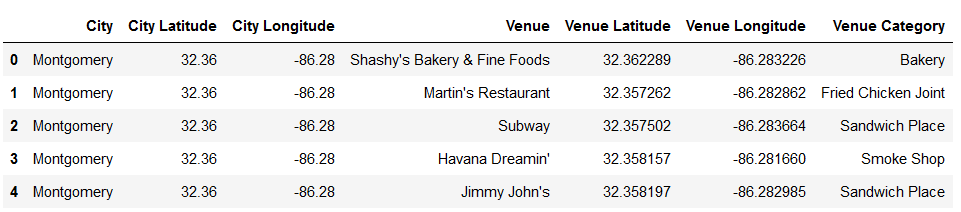 City City Latitude City Longitude Venue Venue Latitude Venue Longitude Venue Category
0 Montgomery 32.36 -86.28 Shashy's Bakery & Fine Foods 32.362289 -86.283226 Bakery
1 Montgomery 32.36 -86.28 Martin's Restaurant 32.357262 -86.282862 Fried Chicken Joint
2 Montgomery 32.36 -86.28 Subway 32.357502 -86.283664 Sandwich Place
3 Montgomery 32.36 -86.28 Havana Dreamin' 32.358157 -86.281660 Smoke Shop
4 Montgomery 32.36 -86.28 Jimmy John's 32.358197 -86.282985 Sandwich Place